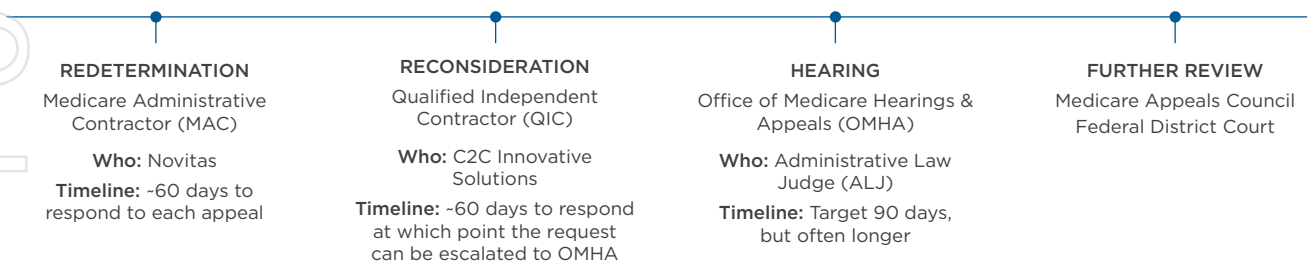 REDETERMINATION
Medicare Administrative
Contractor (MAC)
Who: Novitas
Timeline: ~60 days to
respond to each appeal
RECONSIDERATION
Qualified Independent
Contractor (QIC)
Who: C2C Innovative
Solutions
Timeline: ~60 days to respond
at which point the request
can be escalated to OMHA
HEARING
Office of Medicare Hearings &
Appeals (OMHA)
Who: Administrative Law
Judge (ALJ)
Timeline: Target 90 days,
but often longer
FURTHER REVIEW
Medicare Appeals Council
Federal District Court